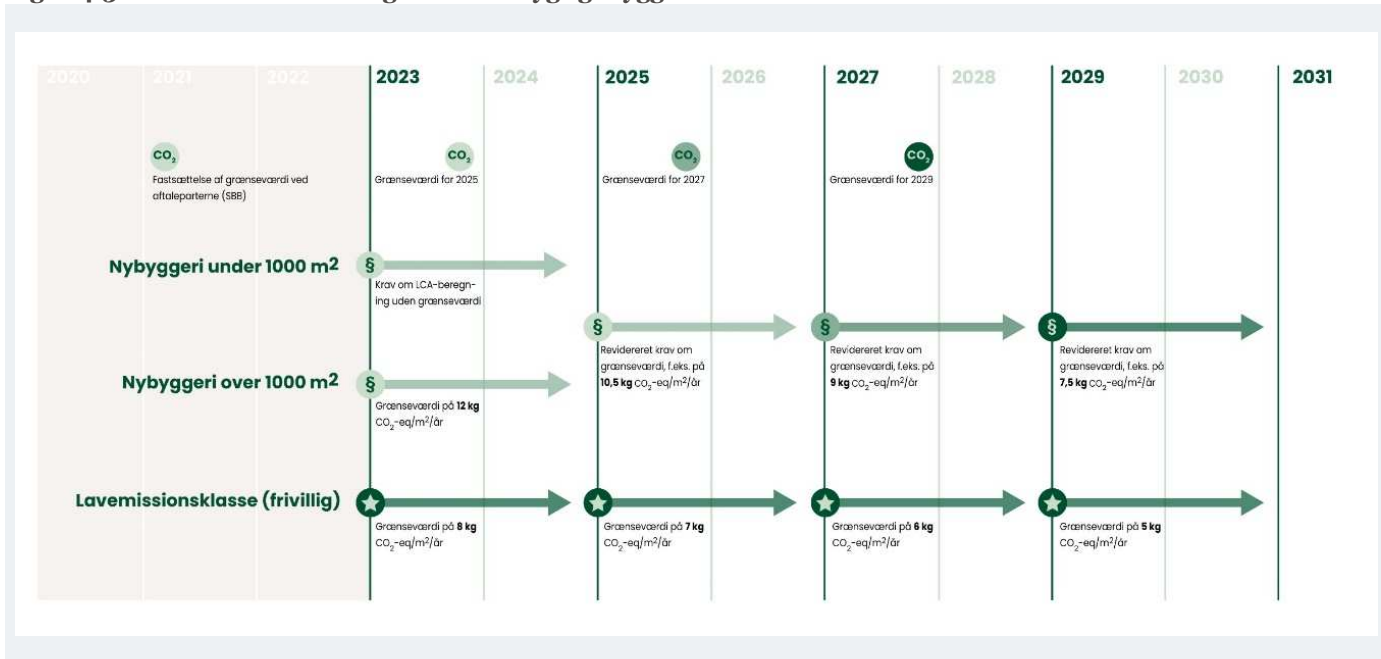 2020 2021 2022 2023 2024 2025 2026 2027 2028 2029 2030 2031
CO₂ CO₂ CO₂ CO₂
Fastsættelse af grænseværdi ved
aftaleparterne (SBB)
Grænseværdi for 2025
Grænseværdi for 2027
Grænseværdi for 2029
Nybyggeri under 1000 m2
§
Krav om LCA-beregn-
ing uden grænseværdi
§
Revidereret krav om
grænseværdi, f.eks. på
10,5 kg CO₂-eq/m²/år
§
Revidereret krav om
grænseværdi, f.eks. på
9 kg CO₂-eq/m²/år
§
Revidereret krav om
grænseværdi, f.eks. på
7,5 kg CO₂-eq/m²/år
Nybyggeri over 1000 m2
§
Grænseværdi på 12 kg
CO₂-eq/m²/år
Lavemissionsklasse (frivillig)
Grænseværdi på 8 kg
CO₂-eq/m²/år
Grænseværdi på 7 kg
CO₂-eq/m²/år
Grænseværdi på 6 kg
CO₂-eq/m²/år
Grænseværdi på 5 kg
CO₂-eq/m²/år